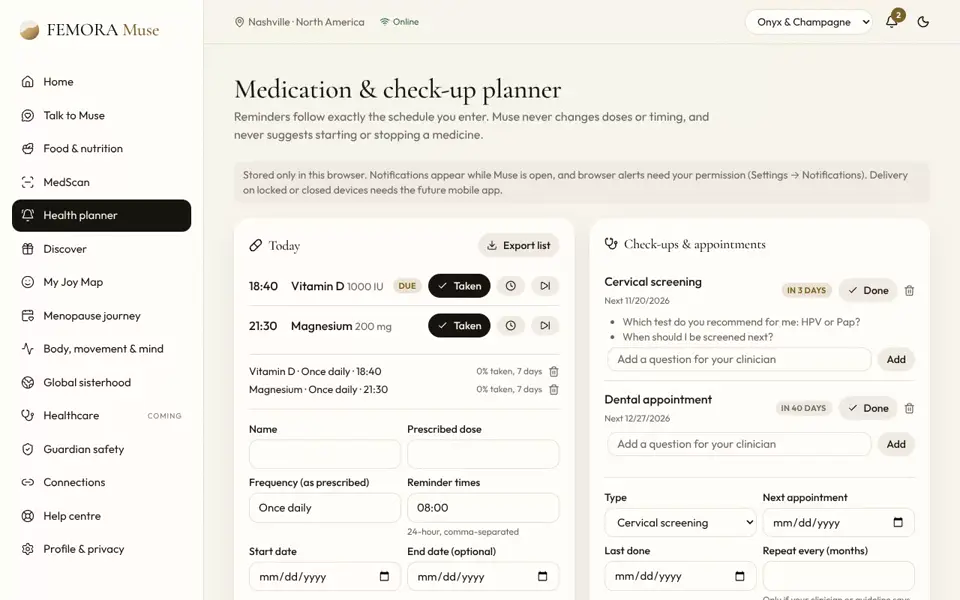 FEMORA Muse
Home
Talk to Muse
Food & nutrition
MedScan
Health planner
Discover
My Joy Map
Menopause journey
Body, movement & mind
Global sisterhood
Healthcare COMING
Guardian safety
Connections
Help centre
Profile & privacy
Nashville · North America Online Onyx & Champagne 2
Medication & check-up planner
Reminders follow exactly the schedule you enter. Muse never changes doses or timing, and
never suggests starting or stopping a medicine.
Stored only in this browser. Notifications appear while Muse is open, and browser alerts need your permission (Settings → Notifications). Delivery
on locked or closed devices needs the future mobile app.
Today Export list
18:40 Vitamin D 1000 IU DUE Taken
21:30 Magnesium 200 mg Taken
Vitamin D · Once daily · 18:40 0% taken, 7 days
Magnesium · Once daily · 21:30 0% taken, 7 days
Name Prescribed dose
Frequency (as prescribed) Reminder times
Once daily 08:00
24-hour, comma-separated
Start date End date (optional)
mm/dd/yyyy mm/dd/yyyy
Check-ups & appointments
Cervical screening
Next 11/20/2026
IN 3 DAYS Done
Which test do you recommend for me: HPV or Pap?
When should I be screened next?
Add a question for your clinician Add
Dental appointment
Next 12/27/2026
IN 40 DAYS Done
Add a question for your clinician Add
Type Next appointment
Cervical screening mm/dd/yyyy
Last done Repeat every (months)
mm/dd/yyyy